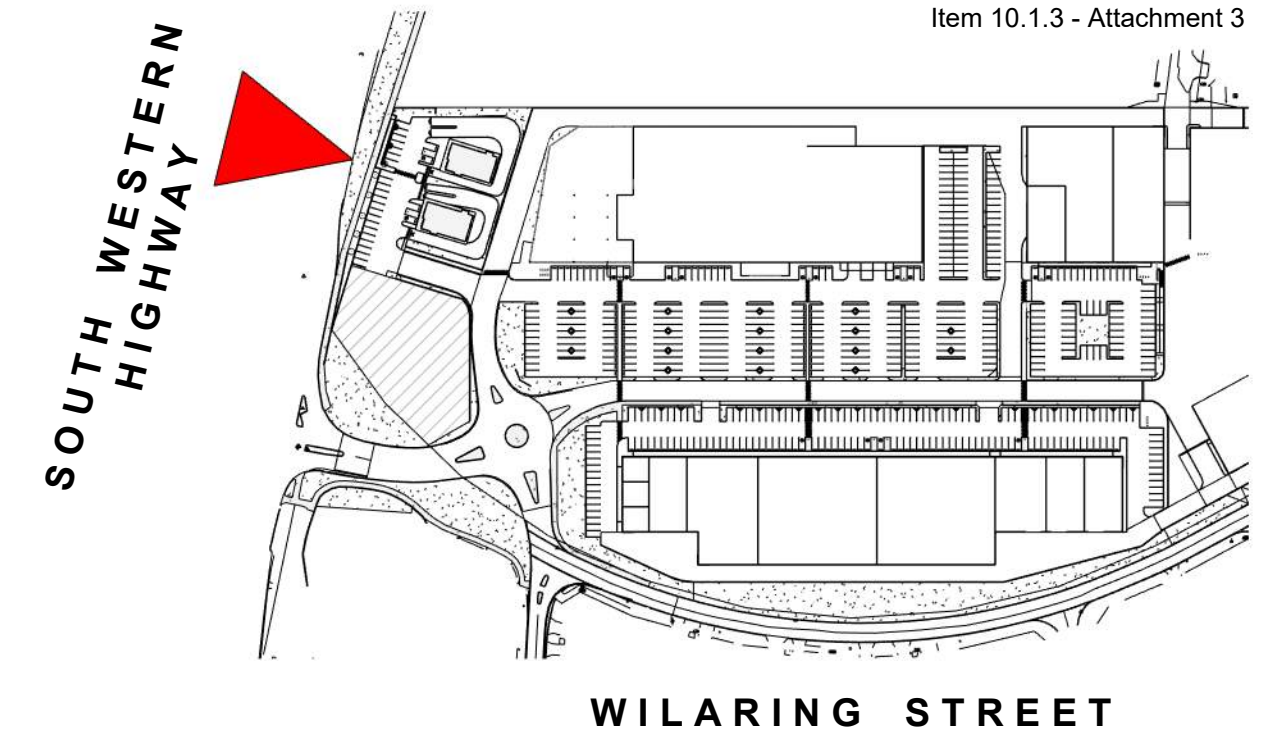 Item 10.1.3 - Attachment 3
SOUTH WESTERN
HIGHWAY
WILARING STREET